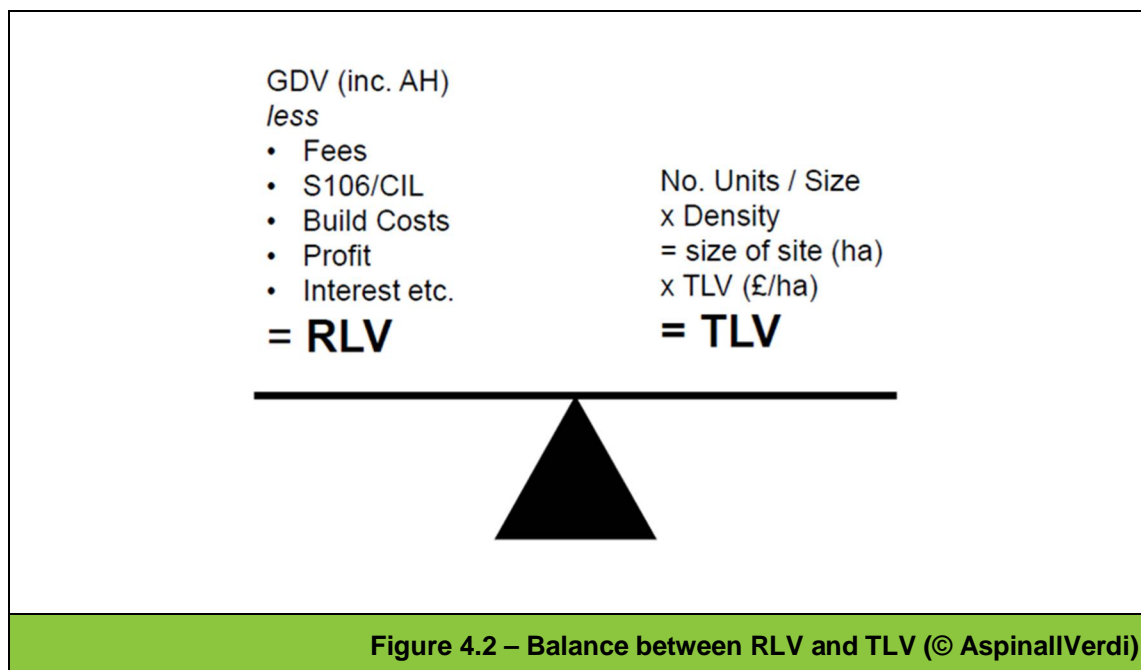 GDV (inc. AH)
less
• Fees
• S106/CIL
• Build Costs
• Profit
• Interest etc.
= RLV
No. Units / Size
x Density
= size of site (ha)
x TLV (£/ha)
= TLV
Figure 4.2 – Balance between RLV and TLV (© AspinallVerdi)